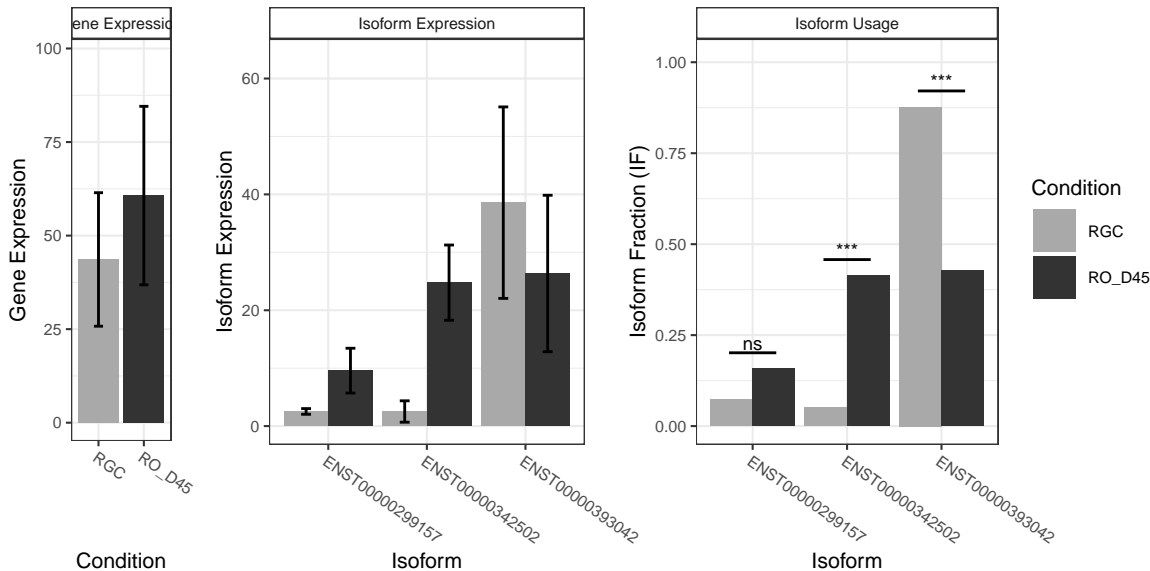 ene Expressio
Gene Expression
100
75
50
25
0
RGC
RO_D45
Condition
Isoform Expression
Isoform Expression
60
40
20
0
ENST00000299157
ENST00000342502
ENST00000393042
Isoform
Isoform Usage
Isoform Fraction (IF)
1.00
0.75
0.50
0.25
0.00
ns
***
***
ENST00000299157
ENST00000342502
ENST00000393042
Isoform
Condition
RGC
RO_D45